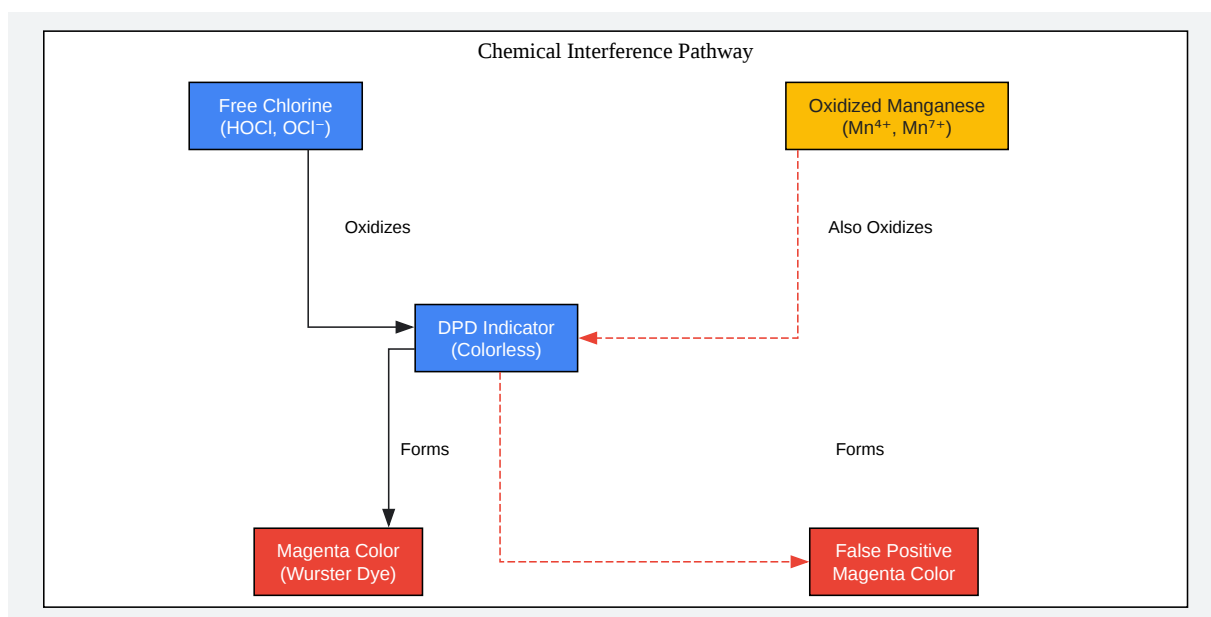 Chemical Interference Pathway
Free Chlorine
(HOCl, OCl⁻)
Oxidized Manganese
(Mn⁴⁺, Mn⁷⁺)
Oxidizes
Also Oxidizes
DPD Indicator
(Colorless)
Forms
Forms
Magenta Color
(Wurster Dye)
False Positive
Magenta Color